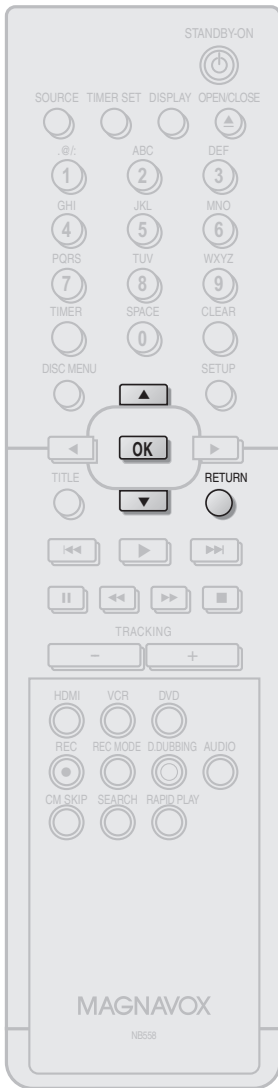 STANDBY-ON
SOURCE TIMER SET DISPLAY OPEN/CLOSE
.@/: ABC DEF
1 2 3
GHI JKL MNO
4 5 6
PQRS TUV WXYZ
7 8 9
TIMER SPACE CLEAR
0
DISC MENU SETUP
OK
TITLE RETURN
TRACKING
- +
HDMI VCR DVD
REC REC MODE D.DUBBING AUDIO
CM SKIP SEARCH RAPID PLAY
MAGNAVOX
NB558